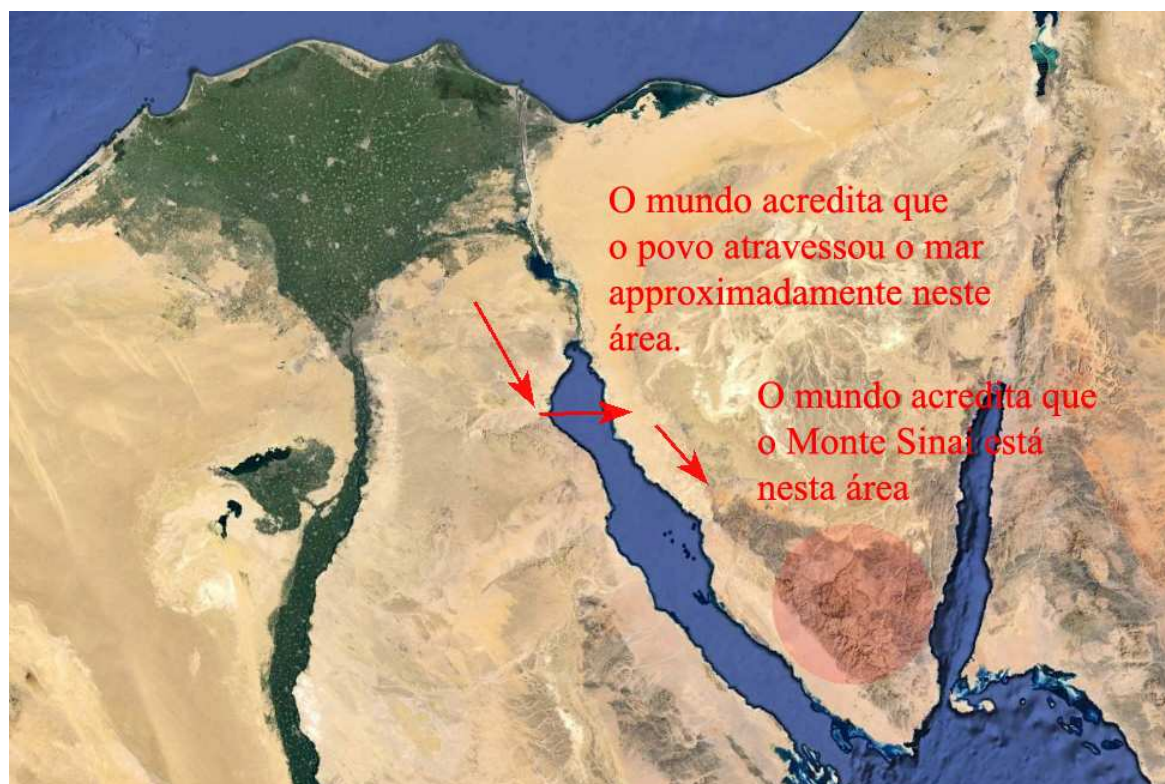 O mundo acredita que
o povo atravessou o mar
approximadamente neste
área.
O mundo acredita que
o Monte Sinai está
nesta área